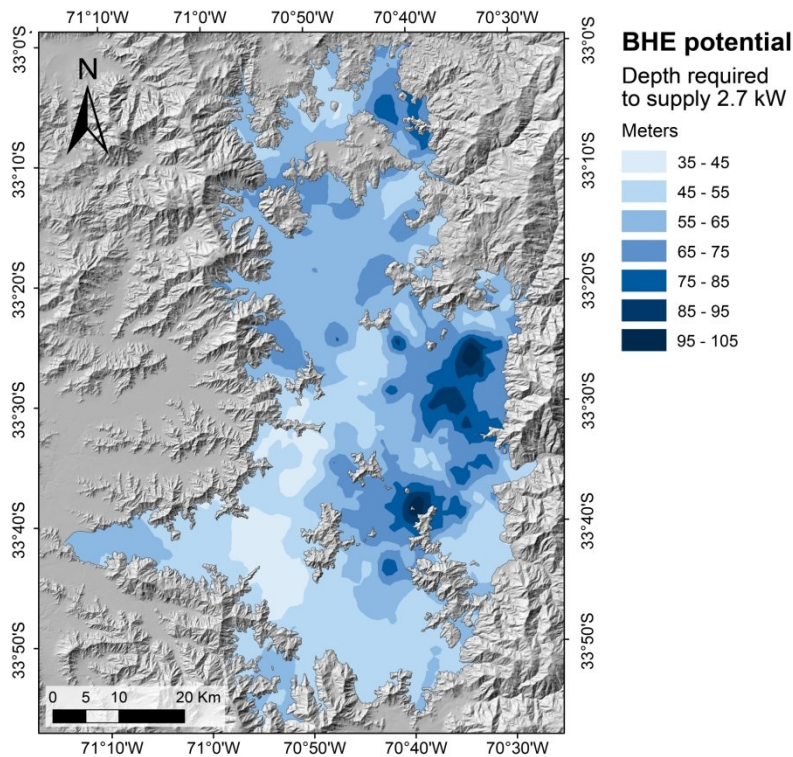 71°10'W 71°0'W 70°50'W 70°40'W 70°30'W
33°0'S 33°0'S
N
33°10'S 33°10'S
33°20'S 33°20'S
33°30'S 33°30'S
33°40'S 33°40'S
33°50'S 33°50'S
0 5 10 20 Km
71°10'W 71°0'W 70°50'W 70°40'W 70°30'W
BHE potential
Depth required
to supply 2.7 kW
Meters
35 - 45
45 - 55
55 - 65
65 - 75
75 - 85
85 - 95
95 - 105